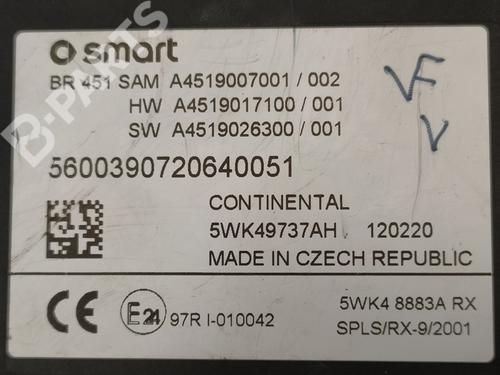 smart
BR 451 SAM A4519007001 / 002
HW A4519017100 / 001
SW A4519026300 / 001
VF
V
5600390720640051
CONTINENTAL
5WK49737AH 120220
MADE IN CZECH REPUBLIC
CE E24 97R I-010042
5WK4 8883A RX
SPLS/RX-9/2001
B-PARTS